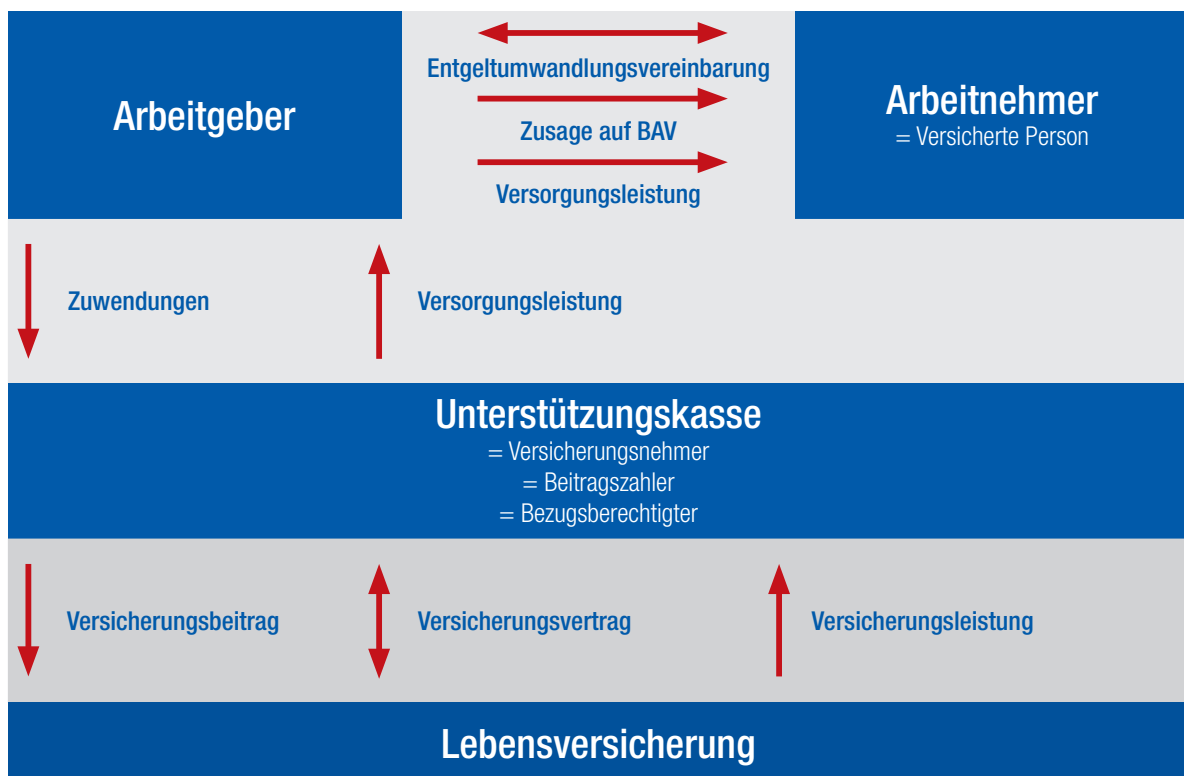 Arbeitgeber
Entgeltumwandlungsvereinbarung
Zusage auf BAV
Versorgungsleistung
Arbeitnehmer
= Versicherte Person
Zuwendungen
Versorgungsleistung
Unterstützungskasse
= Versicherungsnehmer
= Beitragszahler
= Bezugsberechtigter
Versicherungsbeitrag
Versicherungsvertrag
Versicherungsleistung
Lebensversicherung